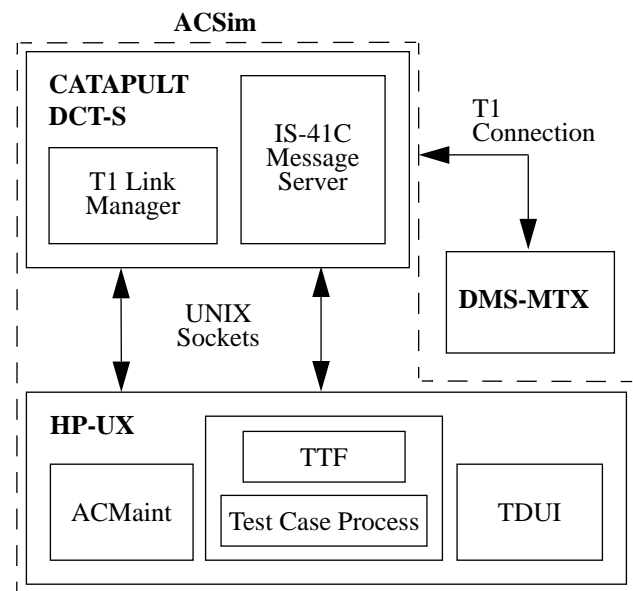 ACSim
CATAPULT
DCT-S
IS-41C
Message
Server
T1 Link
Manager
T1
Connection
DMS-MTX
UNIX
Sockets
HP-UX
ACMaint
TTF
Test Case Process
TDUI